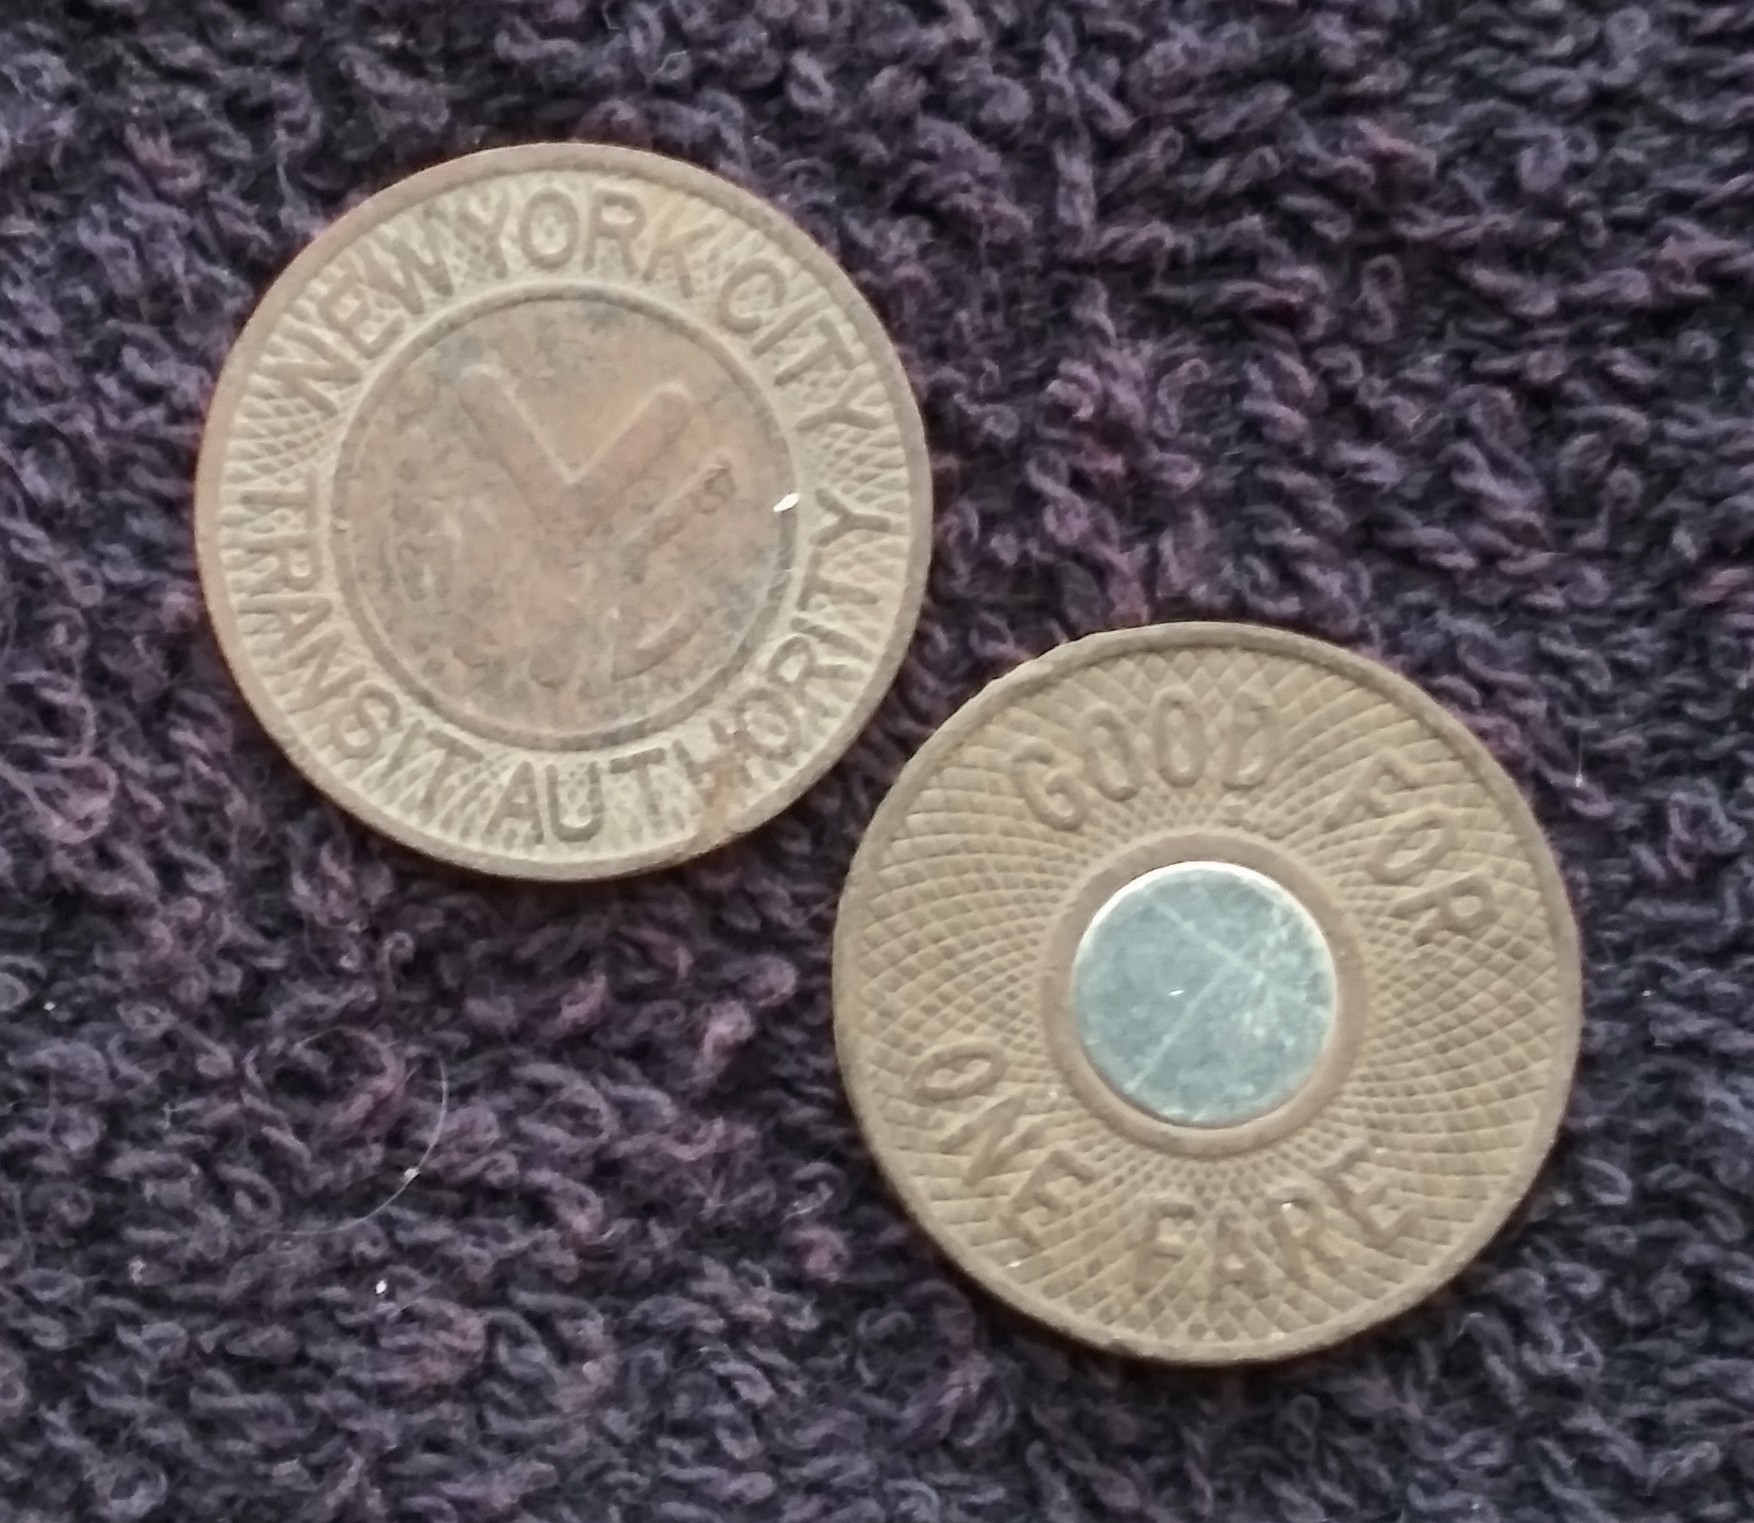 NEW YORK CITY
TRANSIT AUTHORITY
GOOD FOR
ONE FARE